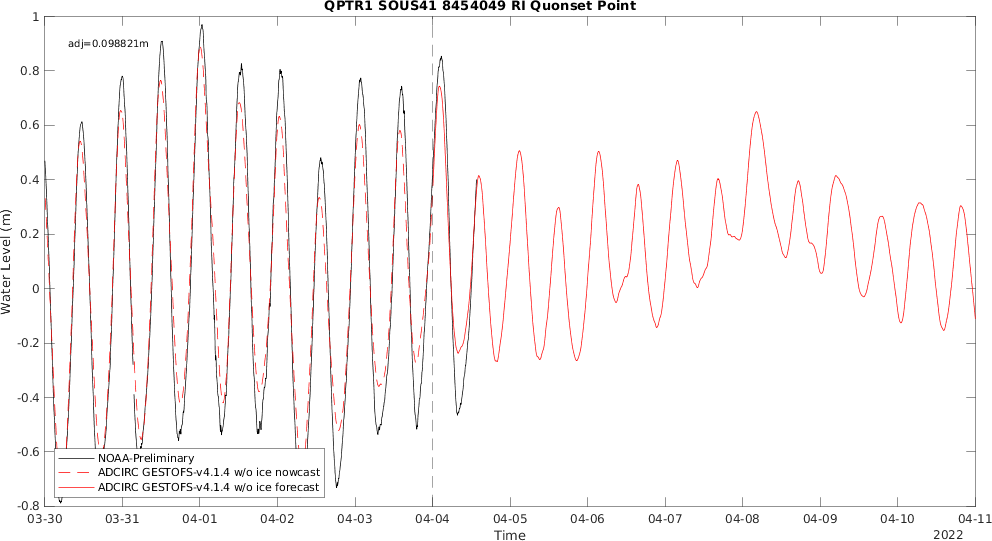 QPTR1 SOUS41 8454049 RI Quonset Point
adj=0.098821m
1
0.8
0.6
0.4
0.2
0
-0.2
-0.4
-0.6
-0.8
Water Level (m)
NOAA-Preliminary
ADCIRC GESTOFS-v4.1.4 w/o ice nowcast
ADCIRC GESTOFS-v4.1.4 w/o ice forecast
03-30 03-31 04-01 04-02 04-03 04-04 04-05 04-06 04-07 04-08 04-09 04-10 04-11
Time
2022